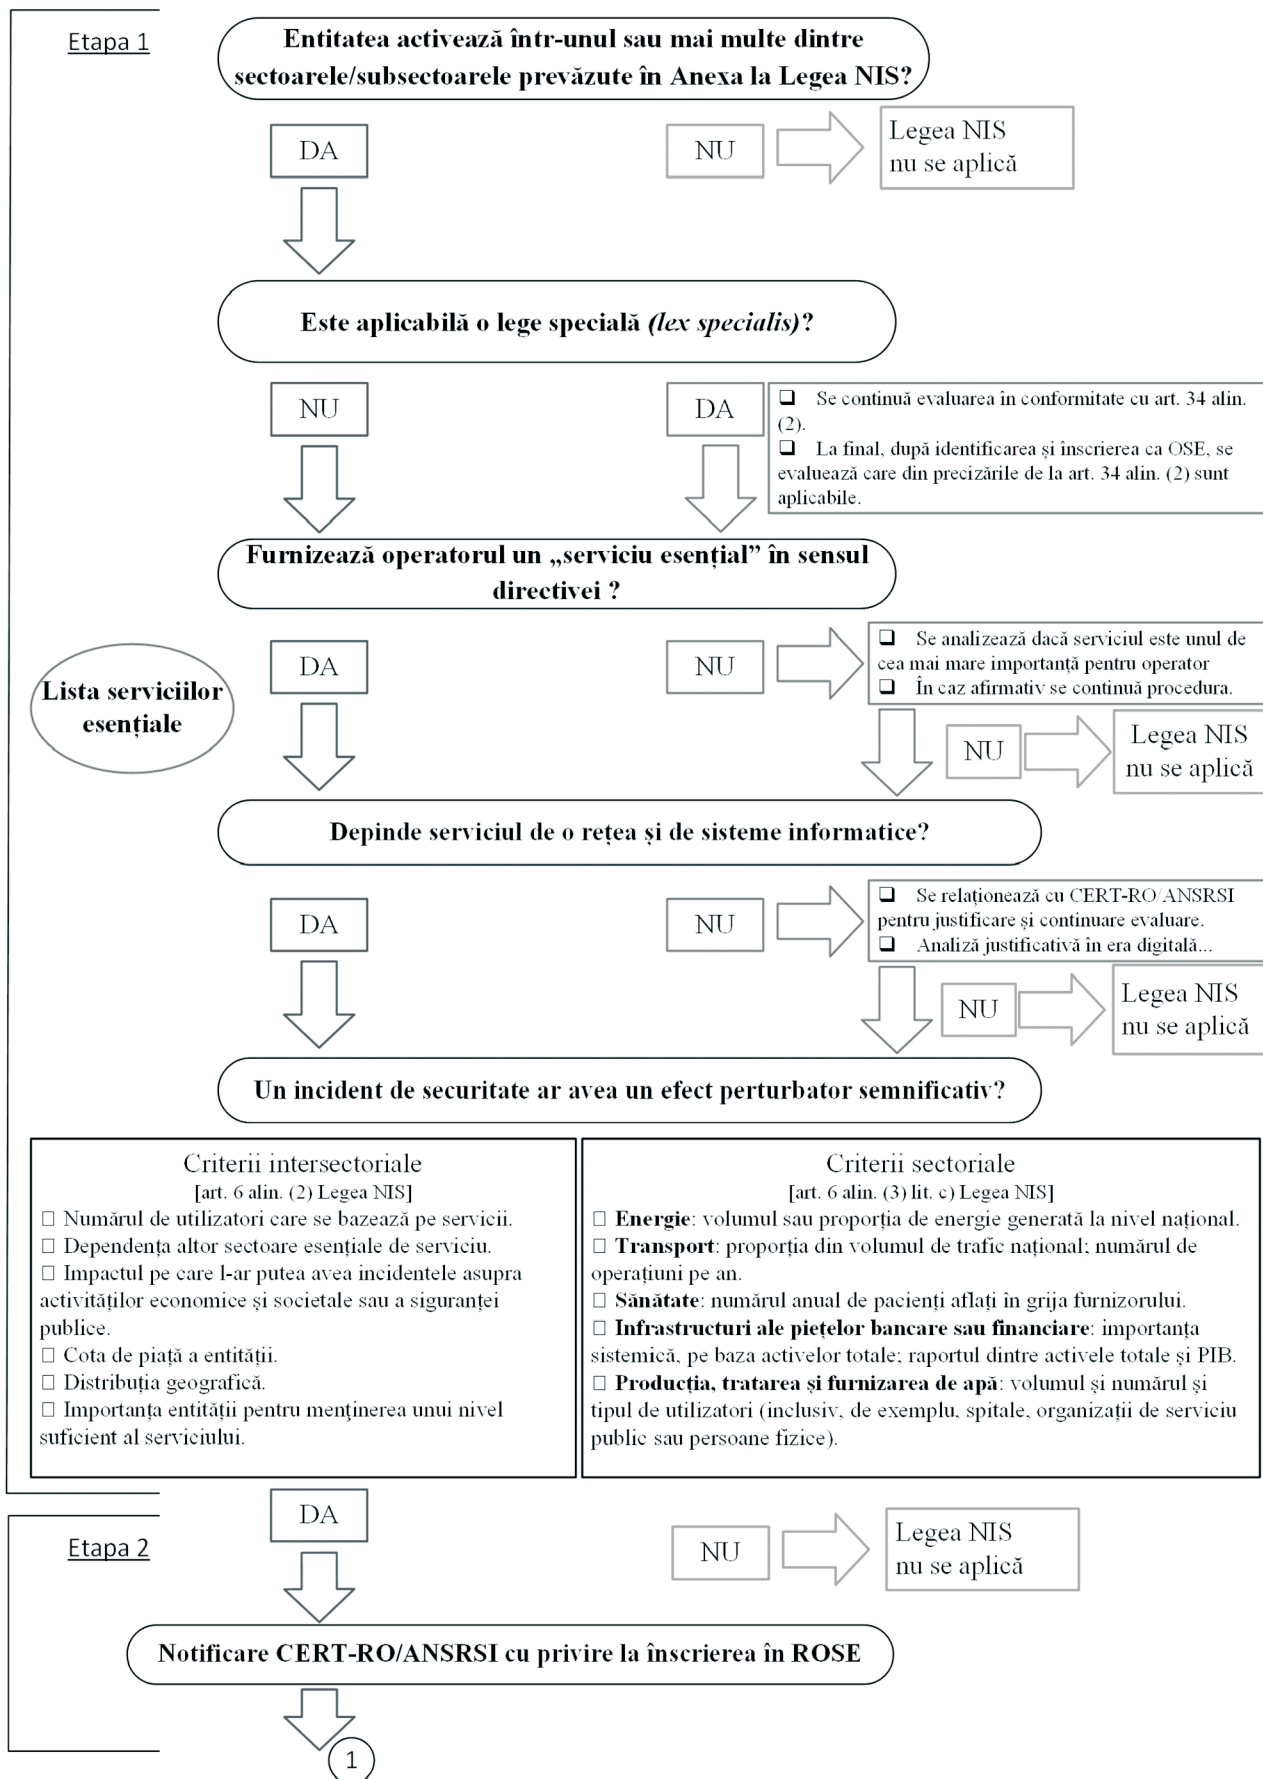 Etapa 1
Entitatea activează într-unul sau mai multe dintre
sectoarele/subsectoarele prevăzute în Anexa la Legea NIS?
DA
NU
Legea NIS
nu se aplică
Este aplicabilă o lege specială (lex specialis)?
NU
DA
❑ Se continuă evaluarea în conformitate cu art. 34 alin.
(2).
❑ La final, după identificarea și înscrierea ca OSE, se
evaluează care din precizările de la art. 34 alin. (2) sunt
aplicabile.
Furnizează operatorul un „serviciu esențial” în sensul
directivei ?
Lista serviciilor
esențiale
DA
NU
❑ Se analizează dacă serviciul este unul de
cea mai mare importanță pentru operator
❑ În caz afirmativ se continuă procedura.
NU
Legea NIS
nu se aplică
Depinde serviciul de o rețea și de sisteme informatice?
DA
NU
❑ Se relaționează cu CERT-RO/ANSRSI
pentru justificare și continuare evaluare.
❑ Analiză justificativă în era digitală...
NU
Legea NIS
nu se aplică
Un incident de securitate ar avea un efect perturbator semnificativ?
Criterii intersectoriale
[art. 6 alin. (2) Legea NIS]
□ Numărul de utilizatori care se bazează pe servicii.
□ Dependența altor sectoare esențiale de serviciu.
□ Impactul pe care l-ar putea avea incidentele asupra
activităților economice și societale sau a siguranței
publice.
□ Cota de piață a entității.
□ Distribuția geografică.
□ Importanța entității pentru menținerea unui nivel
suficient al serviciului.
Criterii sectoriale
[art. 6 alin. (3) lit. c) Legea NIS]
□ Energie: volumul sau proporția de energie generată la nivel național.
□ Transport: proporția din volumul de trafic național; numărul de
operațiuni pe an.
□ Sănătate: numărul anual de pacienți aflați în grija furnizorului.
□ Infrastructuri ale piețelor bancare sau financiare: importanța
sistemică, pe baza activelor totale; raportul dintre activele totale și PIB.
□ Producția, tratarea și furnizarea de apă: volumul și numărul și
tipul de utilizatori (inclusiv, de exemplu, spitale, organizații de serviciu
public sau persoane fizice).
DA
Etapa 2
NU
Legea NIS
nu se aplică
Notificare CERT-RO/ANSRSI cu privire la înscrierea în ROSE
1